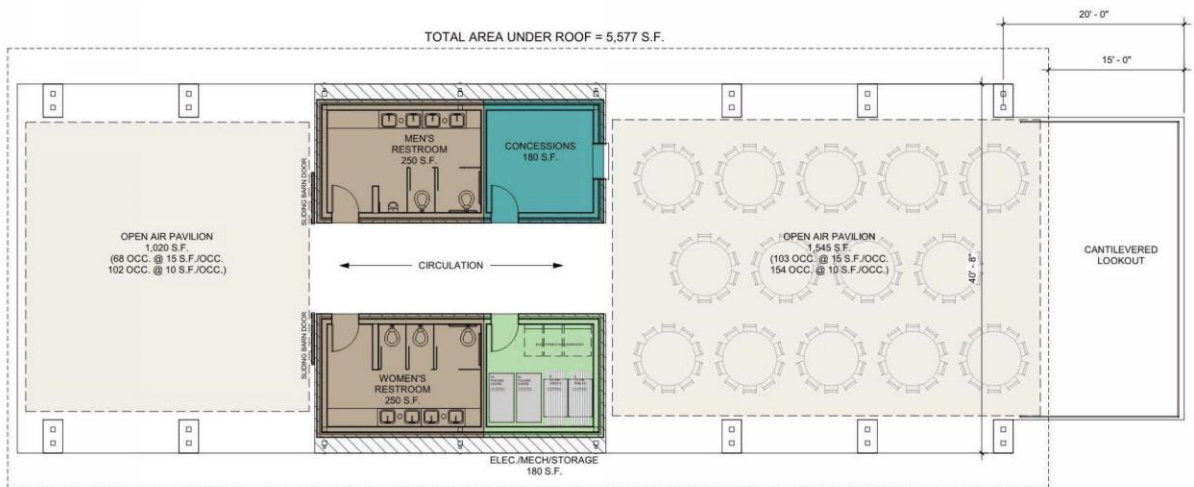 20' - 0"
TOTAL AREA UNDER ROOF = 5,577 S.F.
15' - 0"
MEN'S
RESTROOM
250 S.F.
CONCESSIONS
180 S.F.
SLIDING BARN DOOR
OPEN AIR PAVILION
1,020 S.F.
(68 OCC. @ 15 S.F./OCC.
102 OCC. @ 10 S.F./OCC.)
CIRCULATION
OPEN AIR PAVILION
1,545 S.F.
(103 OCC. @ 15 S.F./OCC.
154 OCC. @ 10 S.F./OCC.)
40' - 8"
CANTILEVERED
LOOKOUT
SLIDING BARN DOOR
WOMEN'S
RESTROOM
250 S.F.
ELEC./MECH/STORAGE
180 S.F.